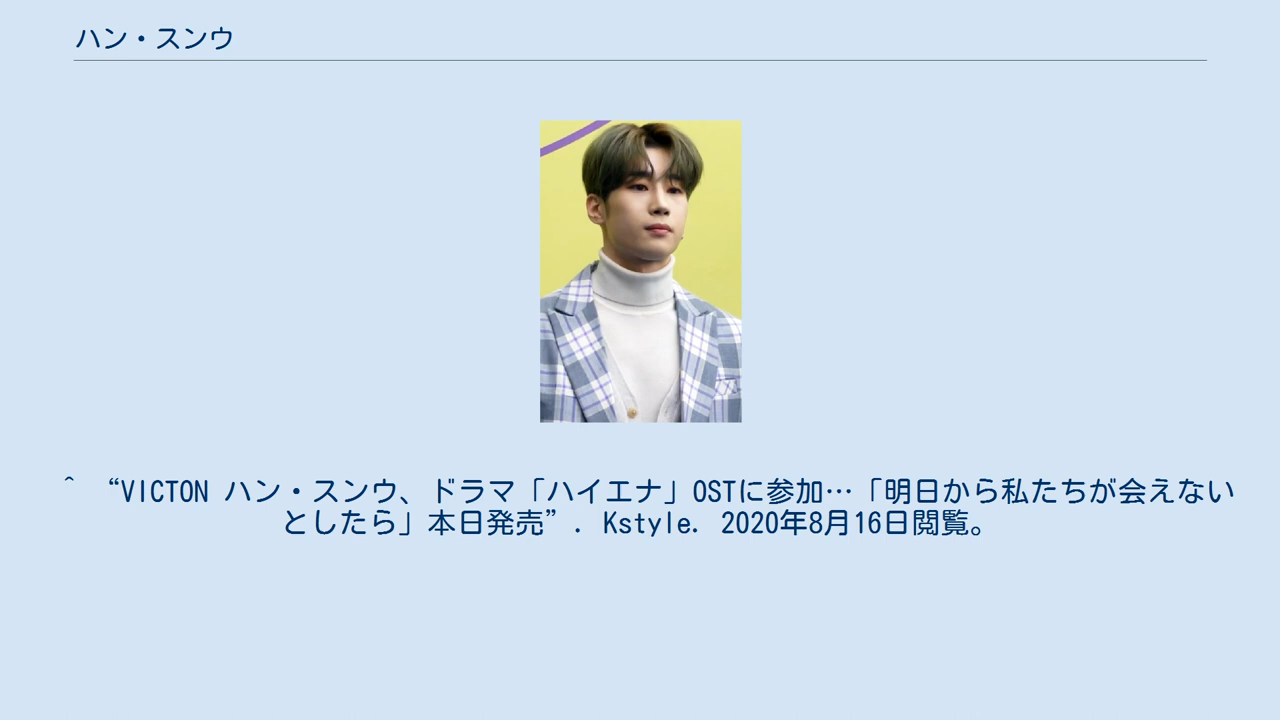 ハン・スンウ
^ “VICTON ハン・スンウ、ドラマ「ハイエナ」OSTに参加…「明日から私たちが会えない
としたら」本日発売”. Kstyle. 2020年8月16日閲覧。